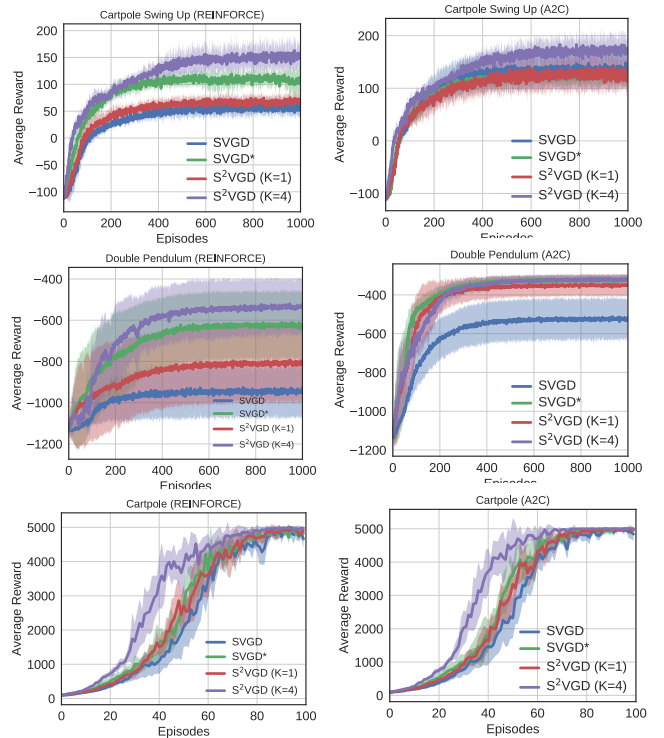 Cartpole Swing Up (REINFORCE)
200
150
100
50
0
−50
−100
Average Reward
SVGD
SVGD*
S²VGD (K=1)
S²VGD (K=4)
0 200 400 600 800 1000
Episodes
Cartpole Swing Up (A2C)
200
100
0
−100
Average Reward
SVGD
SVGD*
S²VGD (K=1)
S²VGD (K=4)
0 200 400 600 800 1000
Episodes
Double Pendulum (REINFORCE)
−400
−600
−800
−1000
−1200
Average Reward
SVGD
SVGD*
S²VGD (K=1)
S²VGD (K=4)
0 200 400 600 800 1000
Episodes
Double Pendulum (A2C)
−400
−600
−800
−1000
−1200
Average Reward
SVGD
SVGD*
S²VGD (K=1)
S²VGD (K=4)
0 200 400 600 800 1000
Episodes
Cartpole (REINFORCE)
5000
4000
3000
2000
1000
Average Reward
SVGD
SVGD*
S²VGD (K=1)
S²VGD (K=4)
0 20 40 60 80 100
Episodes
Cartpole (A2C)
5000
4000
3000
2000
1000
0
Average Reward
SVGD
SVGD*
S²VGD (K=1)
S²VGD (K=4)
0 20 40 60 80 100
Episodes